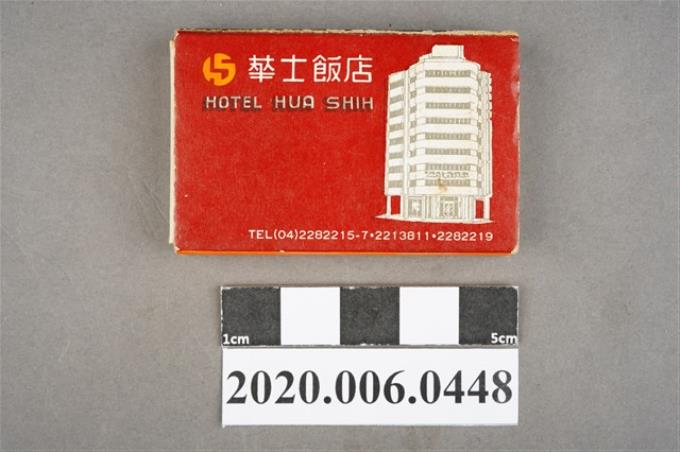 華士飯店
HOTEL HUA SHIH
TEL(04)2282215-7•2213811•2282219
1cm 5cm
2020.006.0448